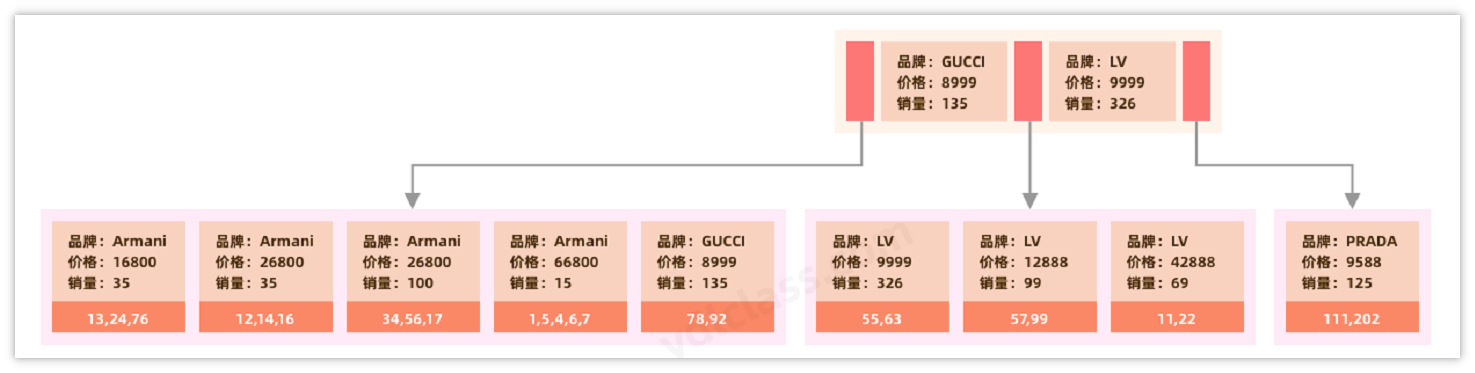 品牌：GUCCI
价格：8999
销量：135
品牌：LV
价格：9999
销量：326
品牌：Armani
价格：16800
销量：35
13,24,76
品牌：Armani
价格：26800
销量：35
12,14,16
品牌：Armani
价格：26800
销量：100
34,56,17
品牌：Armani
价格：66800
销量：15
1,5,4,6,7
品牌：GUCCI
价格：8999
销量：135
78,92
品牌：LV
价格：9999
销量：326
55,63
品牌：LV
价格：12888
销量：99
57,99
品牌：LV
价格：42888
销量：69
11,22
品牌：PRADA
价格：9588
销量：125
111,202